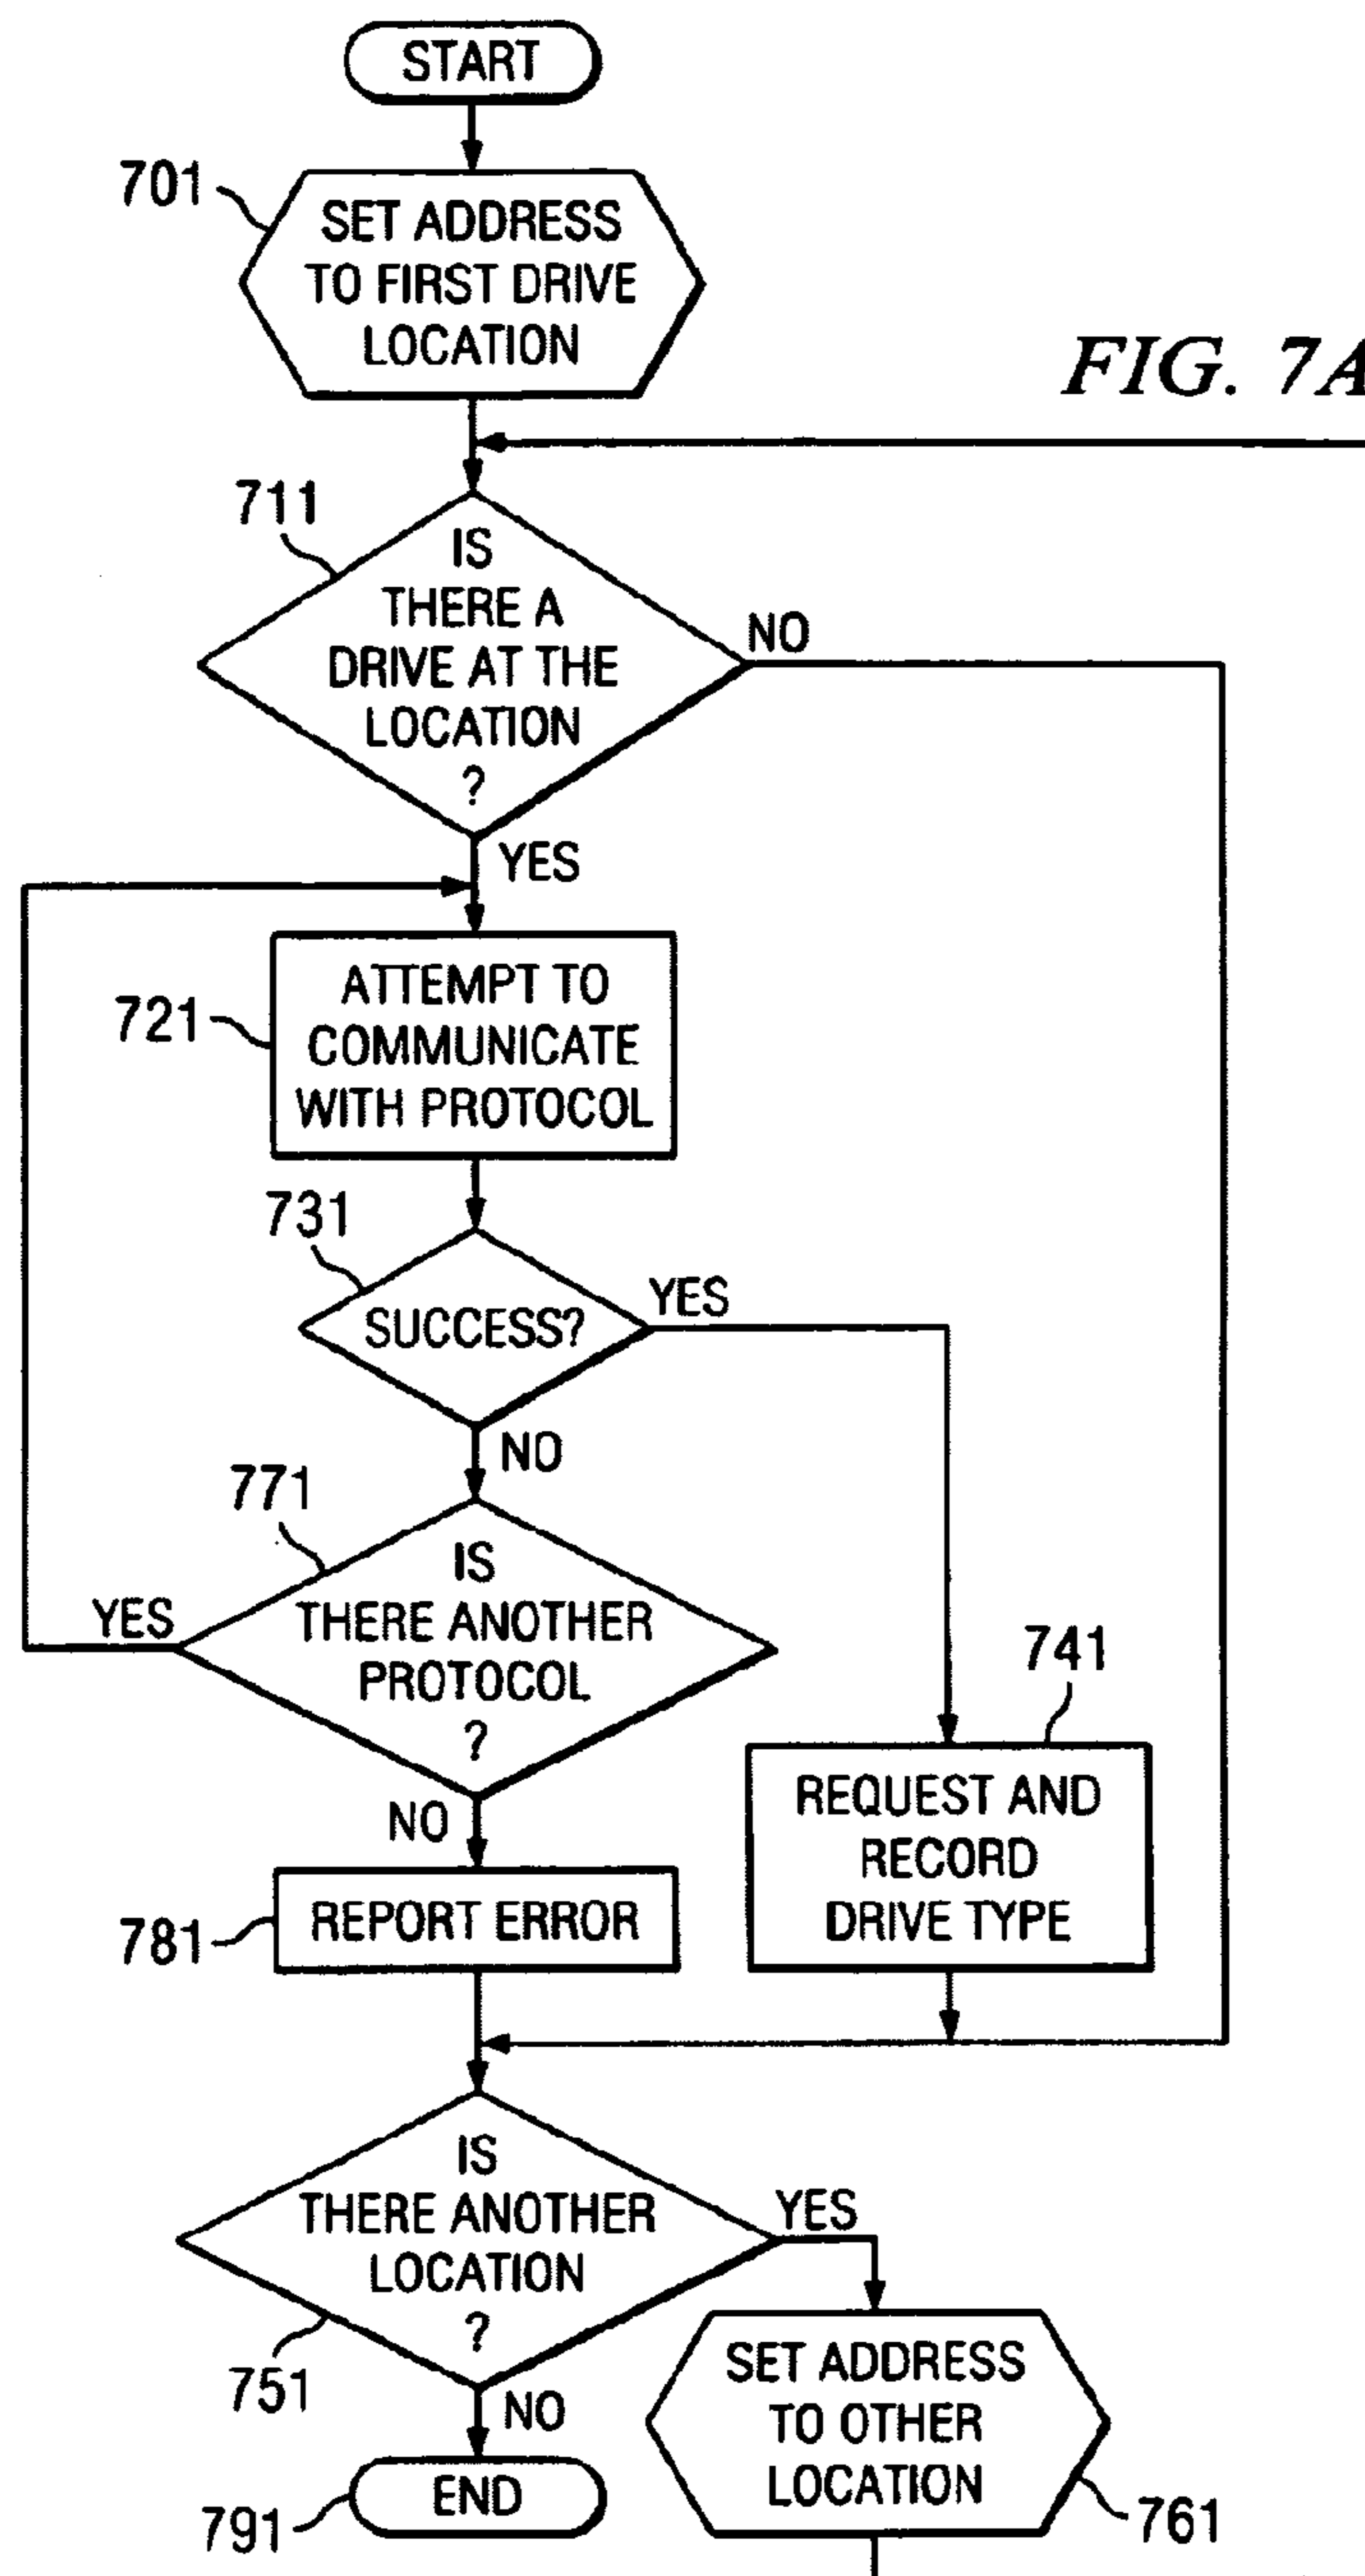 START
701
SET ADDRESS
TO FIRST DRIVE
LOCATION
FIG. 7A
711
IS
THERE A
DRIVE AT THE
LOCATION
?
NO
YES
721
ATTEMPT TO
COMMUNICATE
WITH PROTOCOL
731
SUCCESS?
YES
NO
771
IS
THERE ANOTHER
PROTOCOL
?
YES
NO
741
REQUEST AND
RECORD
DRIVE TYPE
781
REPORT ERROR
IS
THERE ANOTHER
LOCATION
?
YES
751
NO
SET ADDRESS
TO OTHER
LOCATION
761
END
791